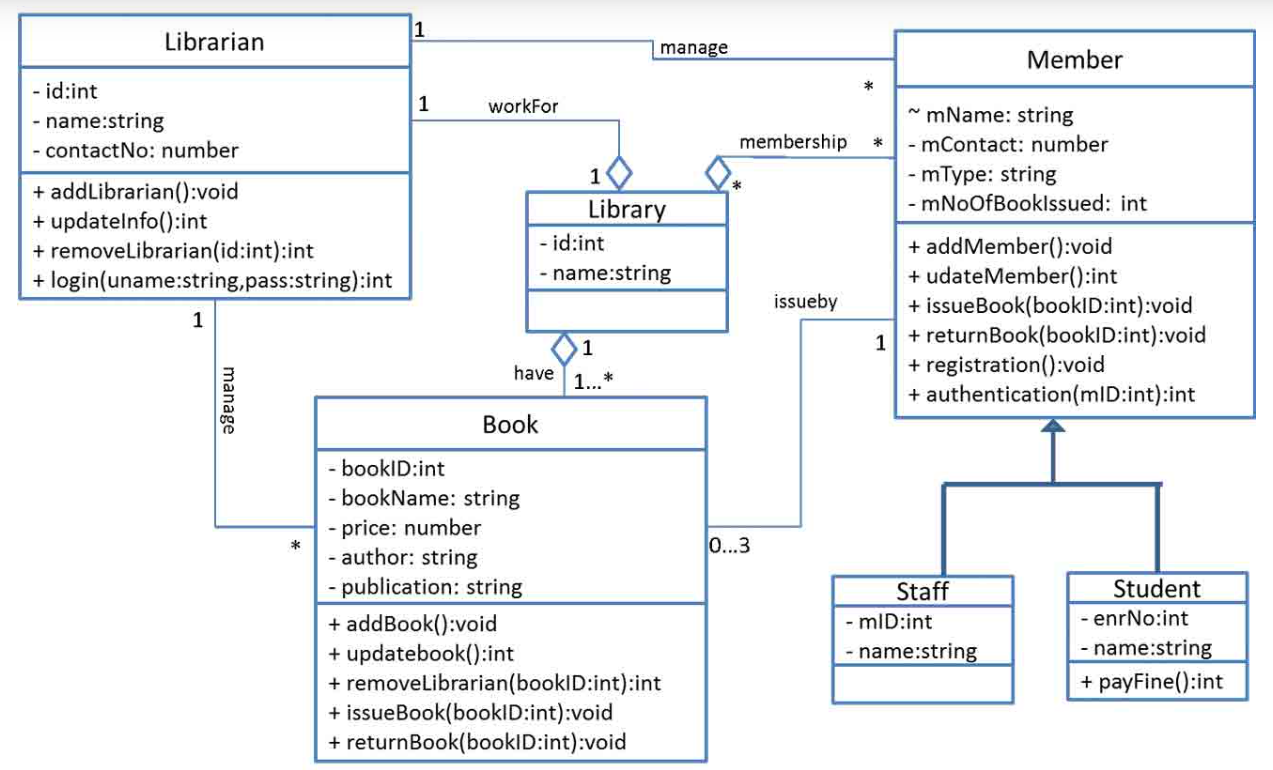 Librarian
- id:int
- name:string
- contactNo: number
+ addLibrarian():void
+ updateInfo():int
+ removeLibrarian(id:int):int
+ login(uname:string,pass:string):int
1
manage
*
1
workFor
1
membership
*
*
Member
~ mName: string
- mContact: number
- mType: string
- mNoOfBookIssued: int
+ addMember():void
+ udateMember():int
+ issueBook(bookID:int):void
+ returnBook(bookID:int):void
+ registration():void
+ authentication(mID:int):int
Library
- id:int
- name:string
issueby
1
1
manage
*
1
have
1...*
Book
- bookID:int
- bookName: string
- price: number
- author: string
- publication: string
+ addBook():void
+ updatebook():int
+ removeLibrarian(bookID:int):int
+ issueBook(bookID:int):void
+ returnBook(bookID:int):void
0...3
Staff
- mID:int
- name:string
Student
- enrNo:int
- name:string
+ payFine():int